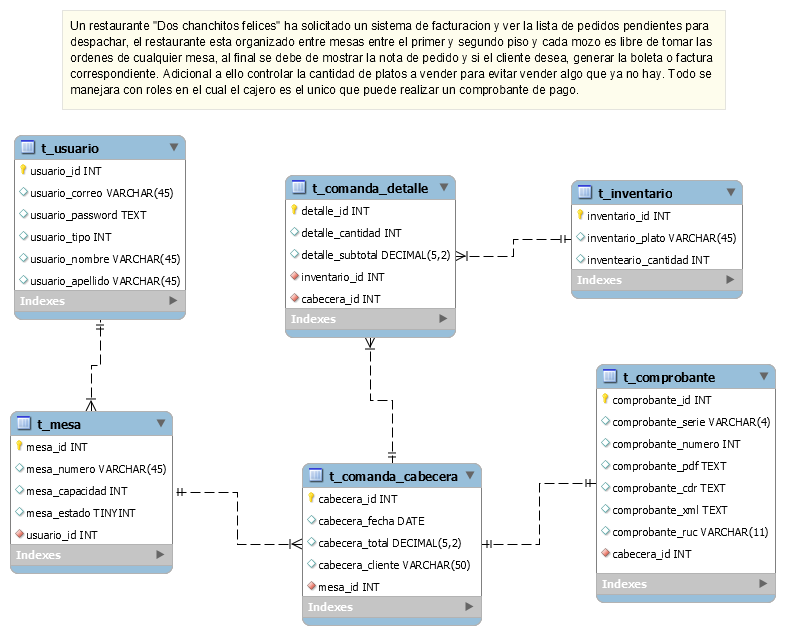 Un restaurante "Dos chanchitos felices" ha solicitado un sistema de facturacion y ver la lista de pedidos pendientes para
despachar, el restaurante esta organizado entre mesas entre el primer y segundo piso y cada mozo es libre de tomar las
ordenes de cualquier mesa, al final se debe de mostrar la nota de pedido y si el cliente desea, generar la boleta o factura
correspondiente. Adicional a ello controlar la cantidad de platos a vender para evitar vender algo que ya no hay. Todo se
manejara con roles en el cual el cajero es el unico que puede realizar un comprobante de pago.
t_usuario
usuario_id INT
usuario_correo VARCHAR(45)
usuario_password TEXT
usuario_tipo INT
usuario_nombre VARCHAR(45)
usuario_apellido VARCHAR(45)
Indexes
t_comanda_detalle
detalle_id INT
detalle_cantidad INT
detalle_subtotal DECIMAL(5,2)
inventario_id INT
cabecera_id INT
Indexes
t_inventario
inventario_id INT
inventario_plato VARCHAR(45)
inventeario_cantidad INT
Indexes
t_mesa
mesa_id INT
mesa_numero VARCHAR(45)
mesa_capacidad INT
mesa_estado TINYINT
usuario_id INT
Indexes
t_comanda_cabecera
cabecera_id INT
cabecera_fecha DATE
cabecera_total DECIMAL(5,2)
cabecera_cliente VARCHAR(50)
mesa_id INT
Indexes
t_comprobante
comprobante_id INT
comprobante_serie VARCHAR(4)
comprobante_numero INT
comprobante_pdf TEXT
comprobante_cdr TEXT
comprobante_xml TEXT
comprobante_ruc VARCHAR(11)
cabecera_id INT
Indexes